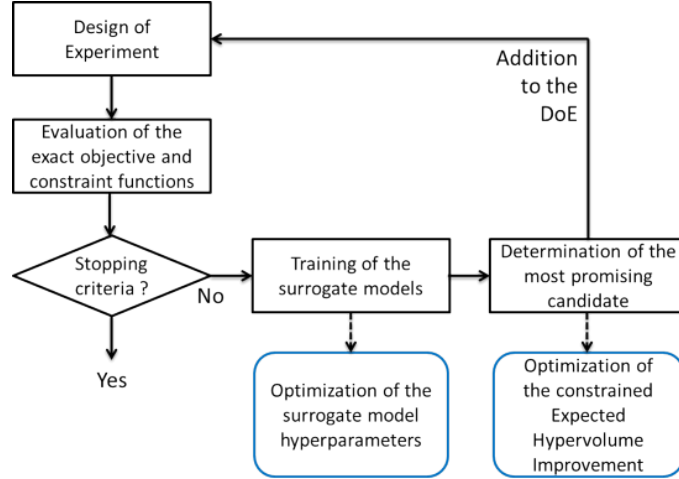 Design of
Experiment
Addition
to the
DoE
Evaluation of the
exact objective and
constraint functions
Stopping
criteria ?
No
Yes
Training of the
surrogate models
Determination of the
most promising
candidate
Optimization of the
surrogate model
hyperparameters
Optimization of
the constrained
Expected
Hypervolume
Improvement